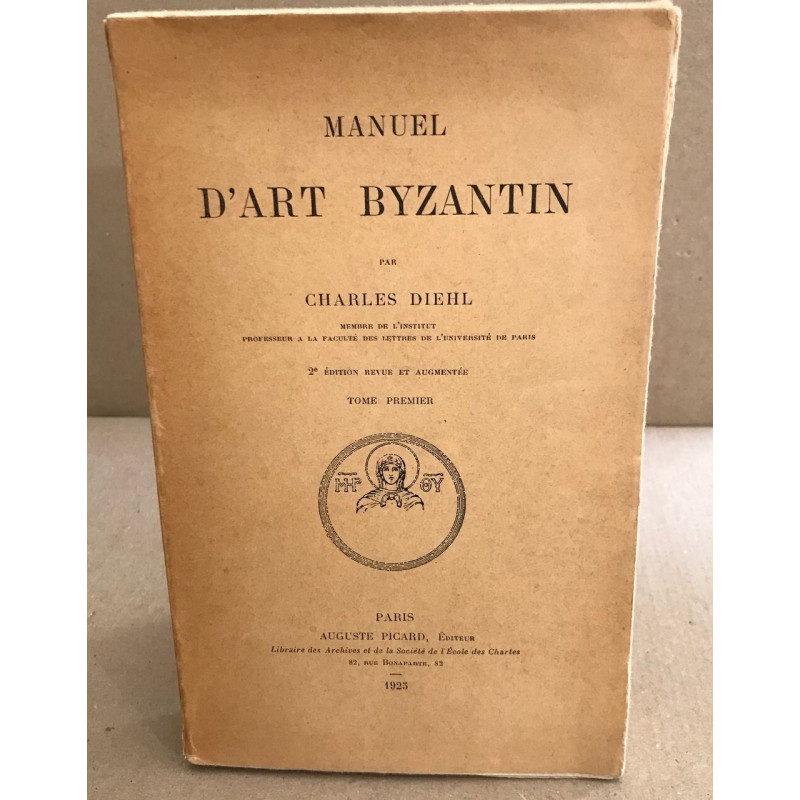 MANUEL
D'ART BYZANTIN
PAR
CHARLES DIEHL
MEMBRE DE L'INSTITUT
PROFESSEUR A LA FACULTÉ DES LETTRES DE L'UNIVERSITÉ DE PARIS
2e ÉDITION REVUE ET AUGMENTÉE
TOME PREMIER
ΜΗΡ ΘΥ
PARIS
AUGUSTE PICARD, ÉDITEUR
Libraire des Archives et de la Société de l'École des Chartes
82, RUE BONAPARTE, 82
1925